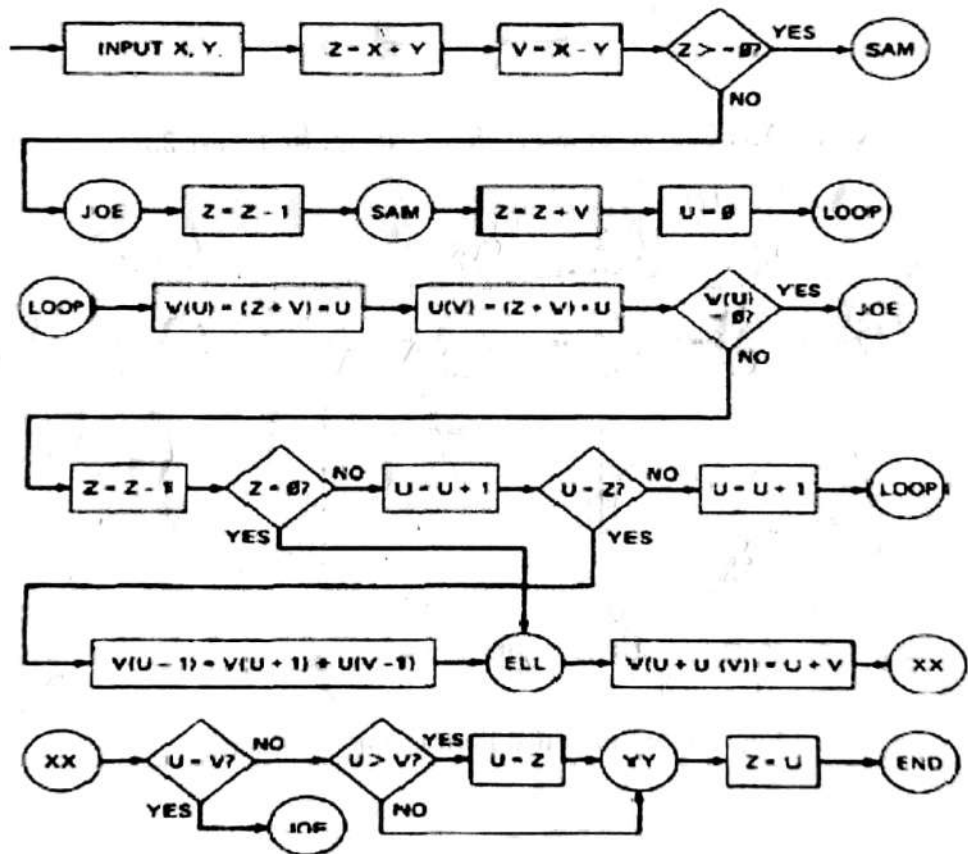 INPUT X, Y.
Z = X + Y
V = X - Y
Z > = Ø?
YES
SAM
NO
JOE
Z = Z - 1
SAM
Z = Z + V
U = Ø
LOOP
LOOP
V(U) = (Z + V) * U
U(V) = (Z + V) * U
V(U) = Ø?
YES
JOE
NO
Z = Z - 1
Z = Ø?
NO
U = U + 1
U = Z?
NO
U = U + 1
LOOP
YES
YES
V(U - 1) = V(U + 1) + U(V - 1)
ELL
V(U + U (V)) = U + V
XX
XX
U = V?
NO
U > V?
YES
U = Z
YY
Z = U
END
YES
JOE
NO